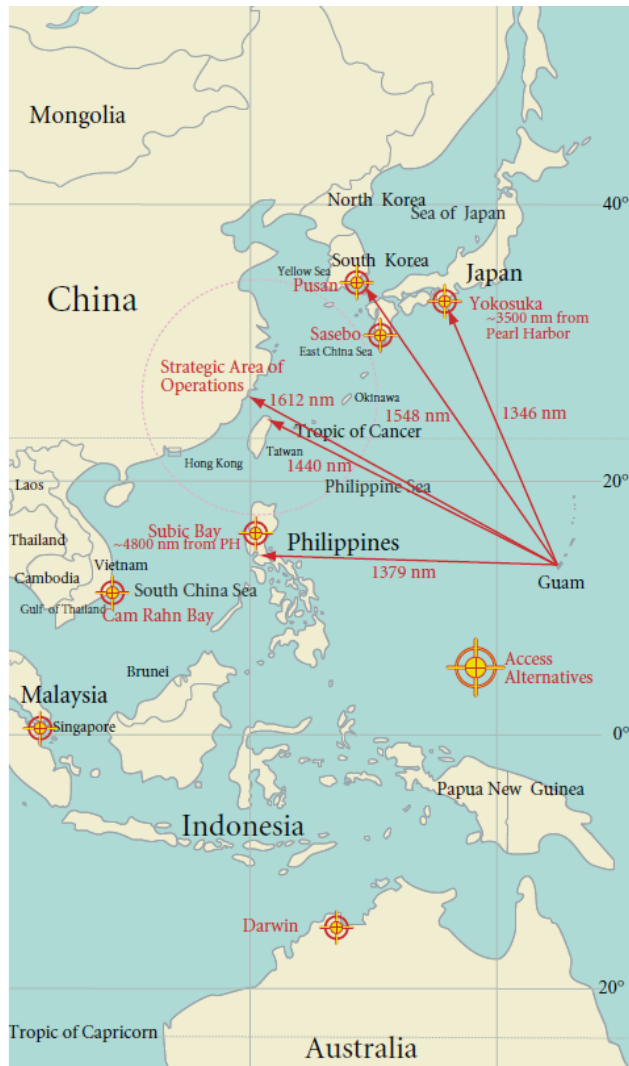 Mongolia
40º
North Korea
Sea of Japan
South Korea
Yellow Sea
Japan
Pusan
China
Yokosuka
~3500 nm from
Pearl Harbor
Sasebo
East China Sea
Strategic Area of
Operations
1612 nm
Okinawa
1548 nm
1346 nm
Tropic of Cancer
Taiwan
Hong Kong
1440 nm
Laos
Philippine Sea
20º
Subic Bay
Thailand
~4800 nm from PH
Philippines
Vietnam
1379 nm
Cambodia
Guam
South China Sea
Gulf of Thailand
Cam Rahn Bay
Access
Alternatives
Brunei
Malaysia
Singapore
0º
Papua New Guinea
Indonesia
Darwin
20º
Tropic of Capricorn
Australia